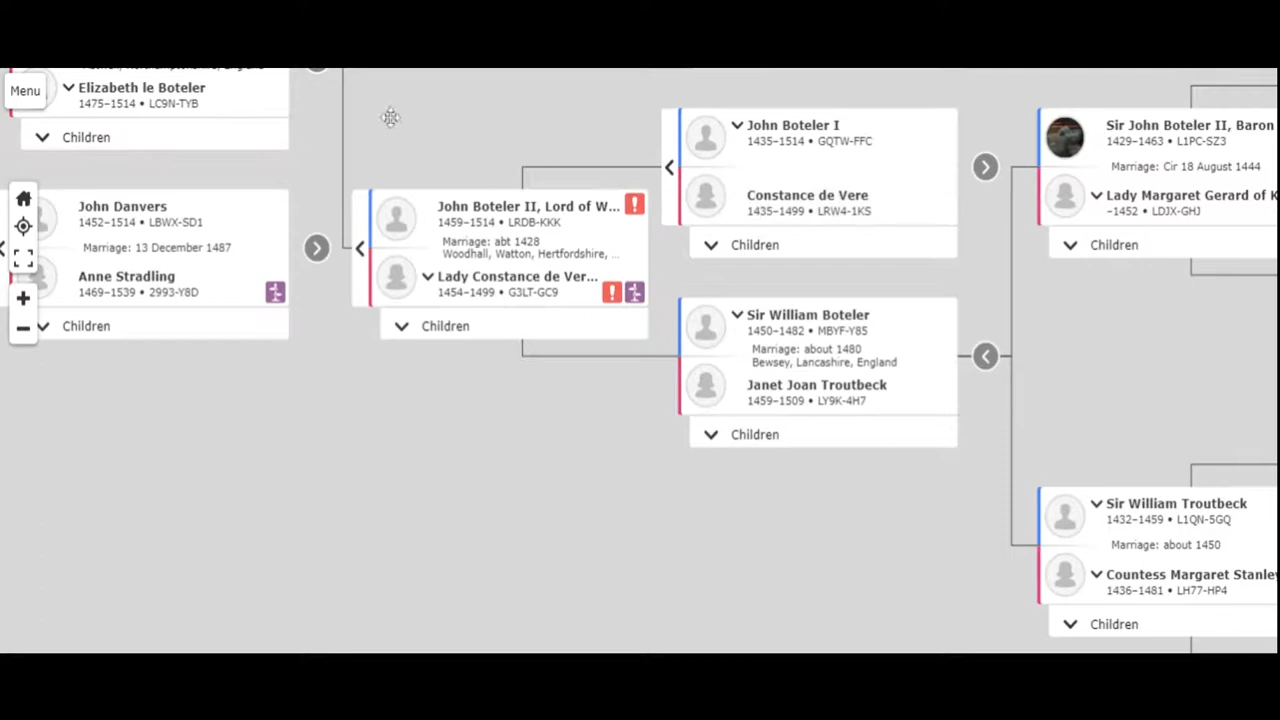 Menu
Elizabeth le Boteler
1475–1514 • LC9N-TYB
Children
John Danvers
1452–1514 • LBWX-SD1
Marriage: 13 December 1487
Anne Stradling
1469–1539 • 2993-Y8D
Children
John Boteler II, Lord of W...
1459–1514 • LRDB-KKK
Marriage: abt 1428
Woodhall, Watton, Hertfordshire, ...
Lady Constance de Ver...
1454–1499 • G3LT-GC9
Children
John Boteler I
1435–1514 • GQTW-FFC
Constance de Vere
1435–1499 • LRW4-1KS
Children
Sir William Boteler
1450–1482 • MBYF-Y85
Marriage: about 1480
Bewsey, Lancashire, England
Janet Joan Troutbeck
1459–1509 • LY9K-4H7
Children
Sir John Boteler II, Baron
1429–1463 • L1PC-SZ3
Marriage: Cir 18 August 1444
Lady Margaret Gerard of K
–1452 • LDJX-GHJ
Children
Sir William Troutbeck
1432–1459 • L1QN-5GQ
Marriage: about 1450
Countess Margaret Stanley
1436–1481 • LH77-HP4
Children